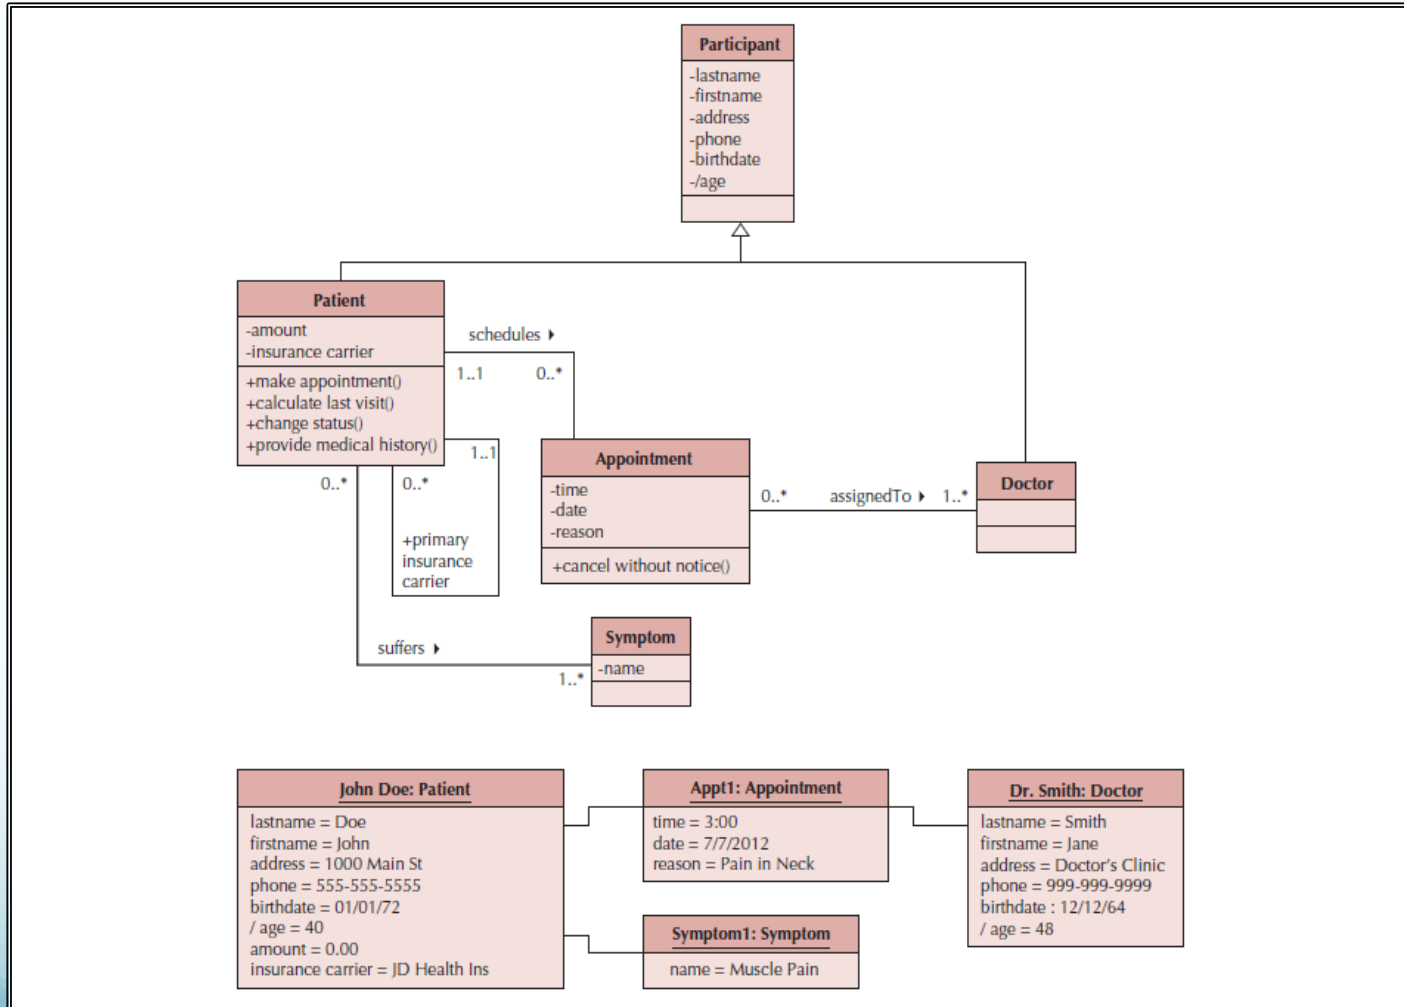 Participant
-lastname
-firstname
-address
-phone
-birthdate
-/age
Patient
-amount
-insurance carrier
+make appointment()
+calculate last visit()
+change status()
+provide medical history()
schedules
1..1
0..*
1..1
0..*
0..*
+primary
insurance
carrier
Appointment
-time
-date
-reason
+cancel without notice()
0..*
assignedTo
1..*
Doctor
suffers
1..*
Symptom
-name
John Doe: Patient
lastname = Doe
firstname = John
address = 1000 Main St
phone = 555-555-5555
birthdate = 01/01/72
/ age = 40
amount = 0.00
insurance carrier = JD Health Ins
Appt1: Appointment
time = 3:00
date = 7/7/2012
reason = Pain in Neck
Symptom1: Symptom
name = Muscle Pain
Dr. Smith: Doctor
lastname = Smith
firstname = Jane
address = Doctor's Clinic
phone = 999-999-9999
birthdate : 12/12/64
/ age = 48